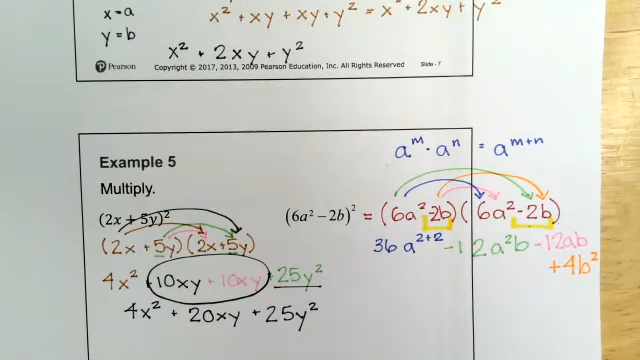 x=a
x² + xy + xy + y² = x² + 2xy + y²
y=b
x² + 2xy + y²
Pearson
Copyright © 2017, 2013, 2009 Pearson Education, Inc. All Rights Reserved
Slide - 7
aᵐ · aⁿ = aᵐ⁺ⁿ
Example 5
Multiply.
(2x + 5y)²
(2x + 5y)(2x + 5y)
4x² +10xy +10xy +25y²
4x² + 20xy + 25y²
(6a² – 2b)² = (6a² - 2b)(6a² - 2b)
36a²⁺² -12a²b -12ab
+4b²